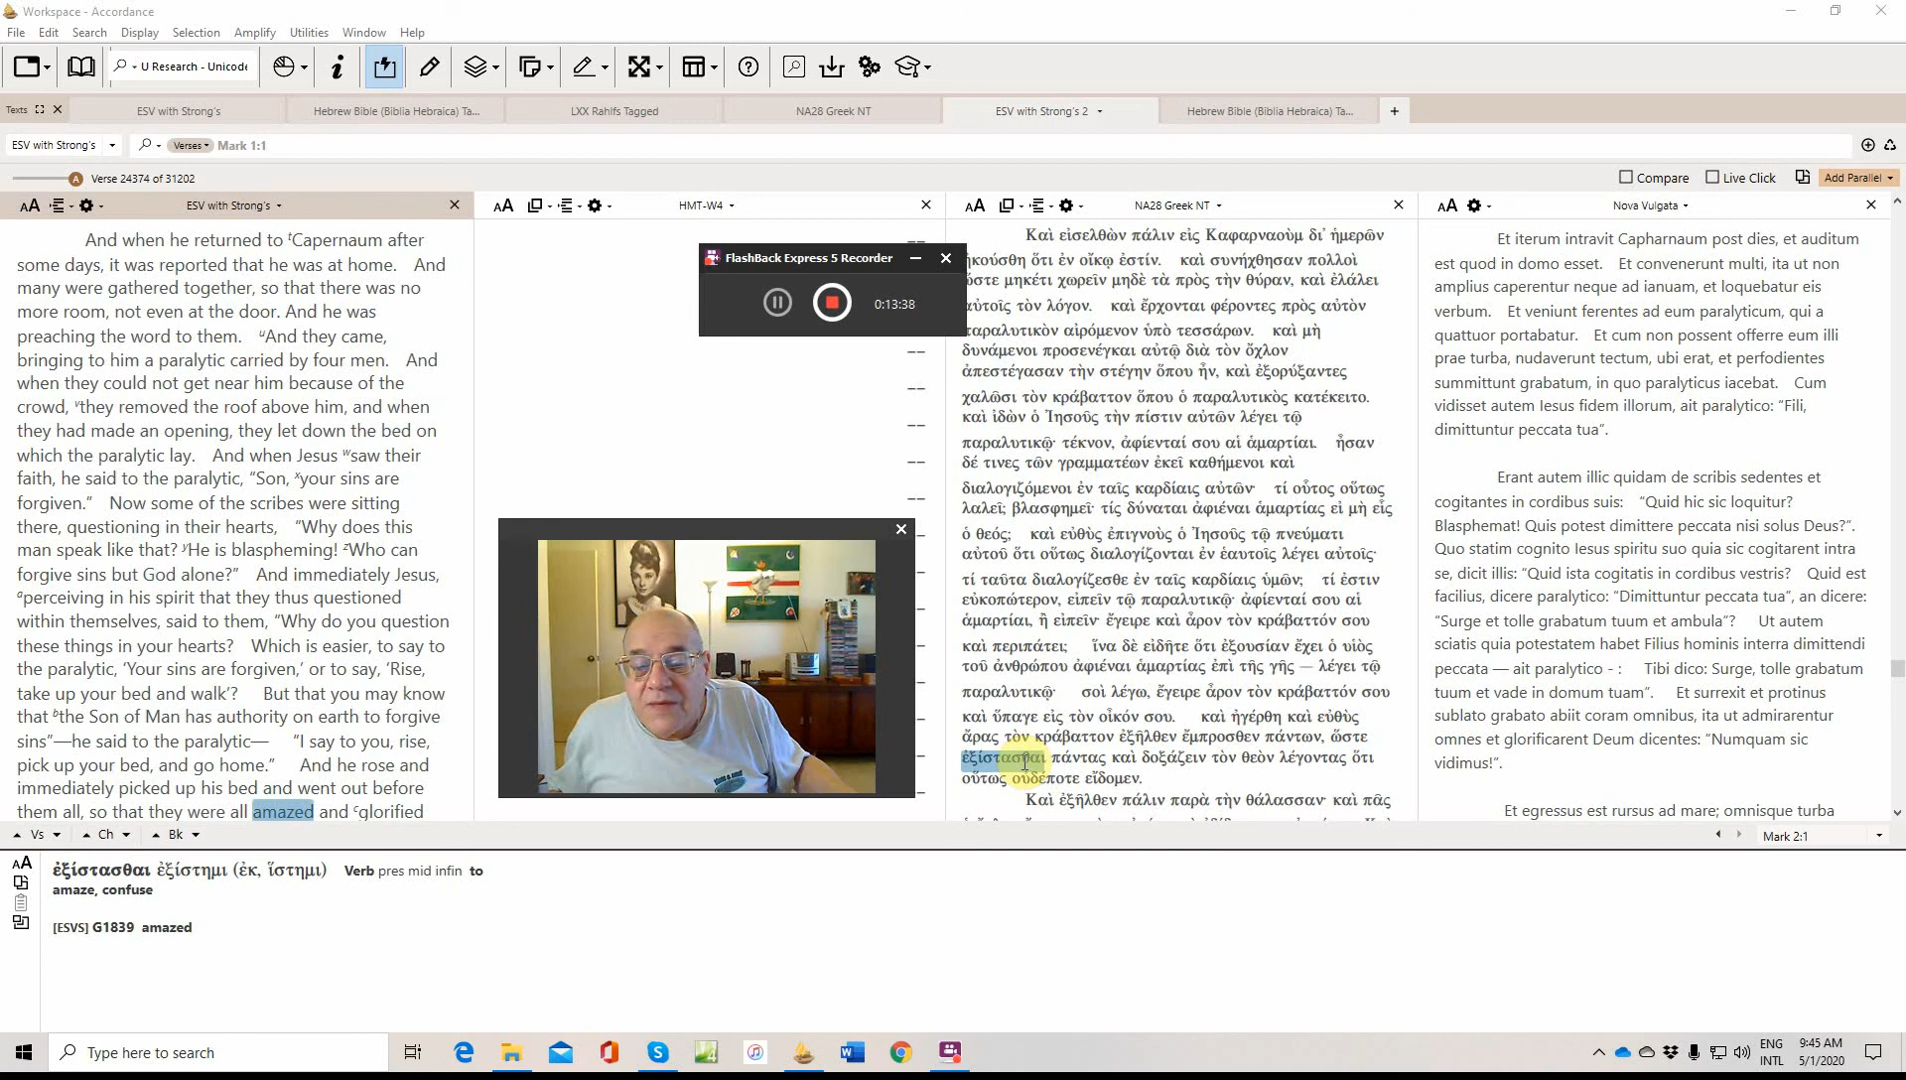 Workspace - Accordance
File Edit Search Display Selection Amplify Utilities Window Help
U Research - Unicode
Texts ESV with Strong's Hebrew Bible (Biblia Hebraica) Ta... LXX Rahlfs Tagged NA28 Greek NT ESV with Strong's 2 Hebrew Bible (Biblia Hebraica) Ta...
ESV with Strong's Verses Mark 1:1
Verse 24374 of 31202 Compare Live Click Add Parallel
ESV with Strong's
And when he returned to ᵗCapernaum after
some days, it was reported that he was at home. And
many were gathered together, so that there was no
more room, not even at the door. And he was
preaching the word to them. ᵘAnd they came,
bringing to him a paralytic carried by four men. And
when they could not get near him because of the
crowd, ᵛthey removed the roof above him, and when
they had made an opening, they let down the bed on
which the paralytic lay. And when Jesus ʷsaw their
faith, he said to the paralytic, “Son, ˣyour sins are
forgiven.” Now some of the scribes were sitting
there, questioning in their hearts, “Why does this
man speak like that? ʸHe is blaspheming! ᶻWho can
forgive sins but God alone?” And immediately Jesus,
ᵃperceiving in his spirit that they thus questioned
within themselves, said to them, “Why do you question
these things in your hearts? Which is easier, to say to
the paralytic, ‘Your sins are forgiven,’ or to say, ‘Rise,
take up your bed and walk’? But that you may know
that ᵇthe Son of Man has authority on earth to forgive
sins”—he said to the paralytic— “I say to you, rise,
pick up your bed, and go home.” And he rose and
immediately picked up his bed and went out before
them all, so that they were all amazed and ᶜglorified
HMT-W4
FlashBack Express 5 Recorder
0:13:38
NA28 Greek NT
Καὶ εἰσελθὼν πάλιν εἰς Καφαρναοὺμ δι’ ἡμερῶν
ἠκούσθη ὅτι ἐν οἴκῳ ἐστίν. καὶ συνήχθησαν πολλοὶ
ὥστε μηκέτι χωρεῖν μηδὲ τὰ πρὸς τὴν θύραν, καὶ ἐλάλει
αὐτοῖς τὸν λόγον. καὶ ἔρχονται φέροντες πρὸς αὐτὸν
παραλυτικὸν αἰρόμενον ὑπὸ τεσσάρων. καὶ μὴ
δυνάμενοι προσενέγκαι αὐτῷ διὰ τὸν ὄχλον
ἀπεστέγασαν τὴν στέγην ὅπου ἦν, καὶ ἐξορύξαντες
χαλῶσι τὸν κράβαττον ὅπου ὁ παραλυτικὸς κατέκειτο.
καὶ ἰδὼν ὁ Ἰησοῦς τὴν πίστιν αὐτῶν λέγει τῷ
παραλυτικῷ· τέκνον, ἀφίενταί σου αἱ ἁμαρτίαι. ἦσαν
δέ τινες τῶν γραμματέων ἐκεῖ καθήμενοι καὶ
διαλογιζόμενοι ἐν ταῖς καρδίαις αὐτῶν· τί οὗτος οὕτως
λαλεῖ; βλασφημεῖ· τίς δύναται ἀφιέναι ἁμαρτίας εἰ μὴ εἷς
ὁ θεός; καὶ εὐθὺς ἐπιγνοὺς ὁ Ἰησοῦς τῷ πνεύματι
αὐτοῦ ὅτι οὕτως διαλογίζονται ἐν ἑαυτοῖς λέγει αὐτοῖς·
τί ταῦτα διαλογίζεσθε ἐν ταῖς καρδίαις ὑμῶν; τί ἐστιν
εὐκοπώτερον, εἰπεῖν τῷ παραλυτικῷ· ἀφίενταί σου αἱ
ἁμαρτίαι, ἢ εἰπεῖν· ἔγειρε καὶ ἆρον τὸν κράβαττόν σου
καὶ περιπάτει; ἵνα δὲ εἰδῆτε ὅτι ἐξουσίαν ἔχει ὁ υἱὸς
τοῦ ἀνθρώπου ἀφιέναι ἁμαρτίας ἐπὶ τῆς γῆς — λέγει τῷ
παραλυτικῷ· σοὶ λέγω, ἔγειρε ἆρον τὸν κράβαττόν σου
καὶ ὕπαγε εἰς τὸν οἶκόν σου. καὶ ἠγέρθη καὶ εὐθὺς
ἄρας τὸν κράβαττον ἐξῆλθεν ἔμπροσθεν πάντων, ὥστε
ἐξίστασθαι πάντας καὶ δοξάζειν τὸν θεὸν λέγοντας ὅτι
οὕτως οὐδέποτε εἴδομεν.
Καὶ ἐξῆλθεν πάλιν παρὰ τὴν θάλασσαν· καὶ πᾶς
Nova Vulgata
Et iterum intravit Capharnaum post dies, et auditum
est quod in domo esset. Et convenerunt multi, ita ut non
amplius caperentur neque ad ianuam, et loquebatur eis
verbum. Et veniunt ferentes ad eum paralyticum, qui a
quattuor portabatur. Et cum non possent offerre eum illi
prae turba, nudaverunt tectum, ubi erat, et perfodientes
summittunt grabatum, in quo paralyticus iacebat. Cum
vidisset autem Iesus fidem illorum, ait paralytico: “Fili,
dimittuntur peccata tua”.
Erant autem illic quidam de scribis sedentes et
cogitantes in cordibus suis: “Quid hic sic loquitur?
Blasphemat! Quis potest dimittere peccata nisi solus Deus?”.
Quo statim cognito Iesus spiritu suo quia sic cogitarent intra
se, dicit illis: “Quid ista cogitatis in cordibus vestris? Quid est
facilius, dicere paralytico: “Dimittuntur peccata tua”, an dicere:
“Surge et tolle grabatum tuum et ambula”? Ut autem
sciatis quia potestatem habet Filius hominis interra dimittendi
peccata — ait paralytico - : Tibi dico: Surge, tolle grabatum
tuum et vade in domum tuam”. Et surrexit et protinus
sublato grabato abiit coram omnibus, ita ut admirarentur
omnes et glorificarent Deum dicentes: “Numquam sic
vidimus!”.
Et egressus est rursus ad mare; omnisque turba
Vs Ch Bk Mark 2:1
ἐξίστασθαι ἐξίστημι (ἐκ, ἵστημι) Verb pres mid infin to
amaze, confuse
[ESVS] G1839 amazed
Type here to search
ENG
INTL
9:45 AM
5/1/2020